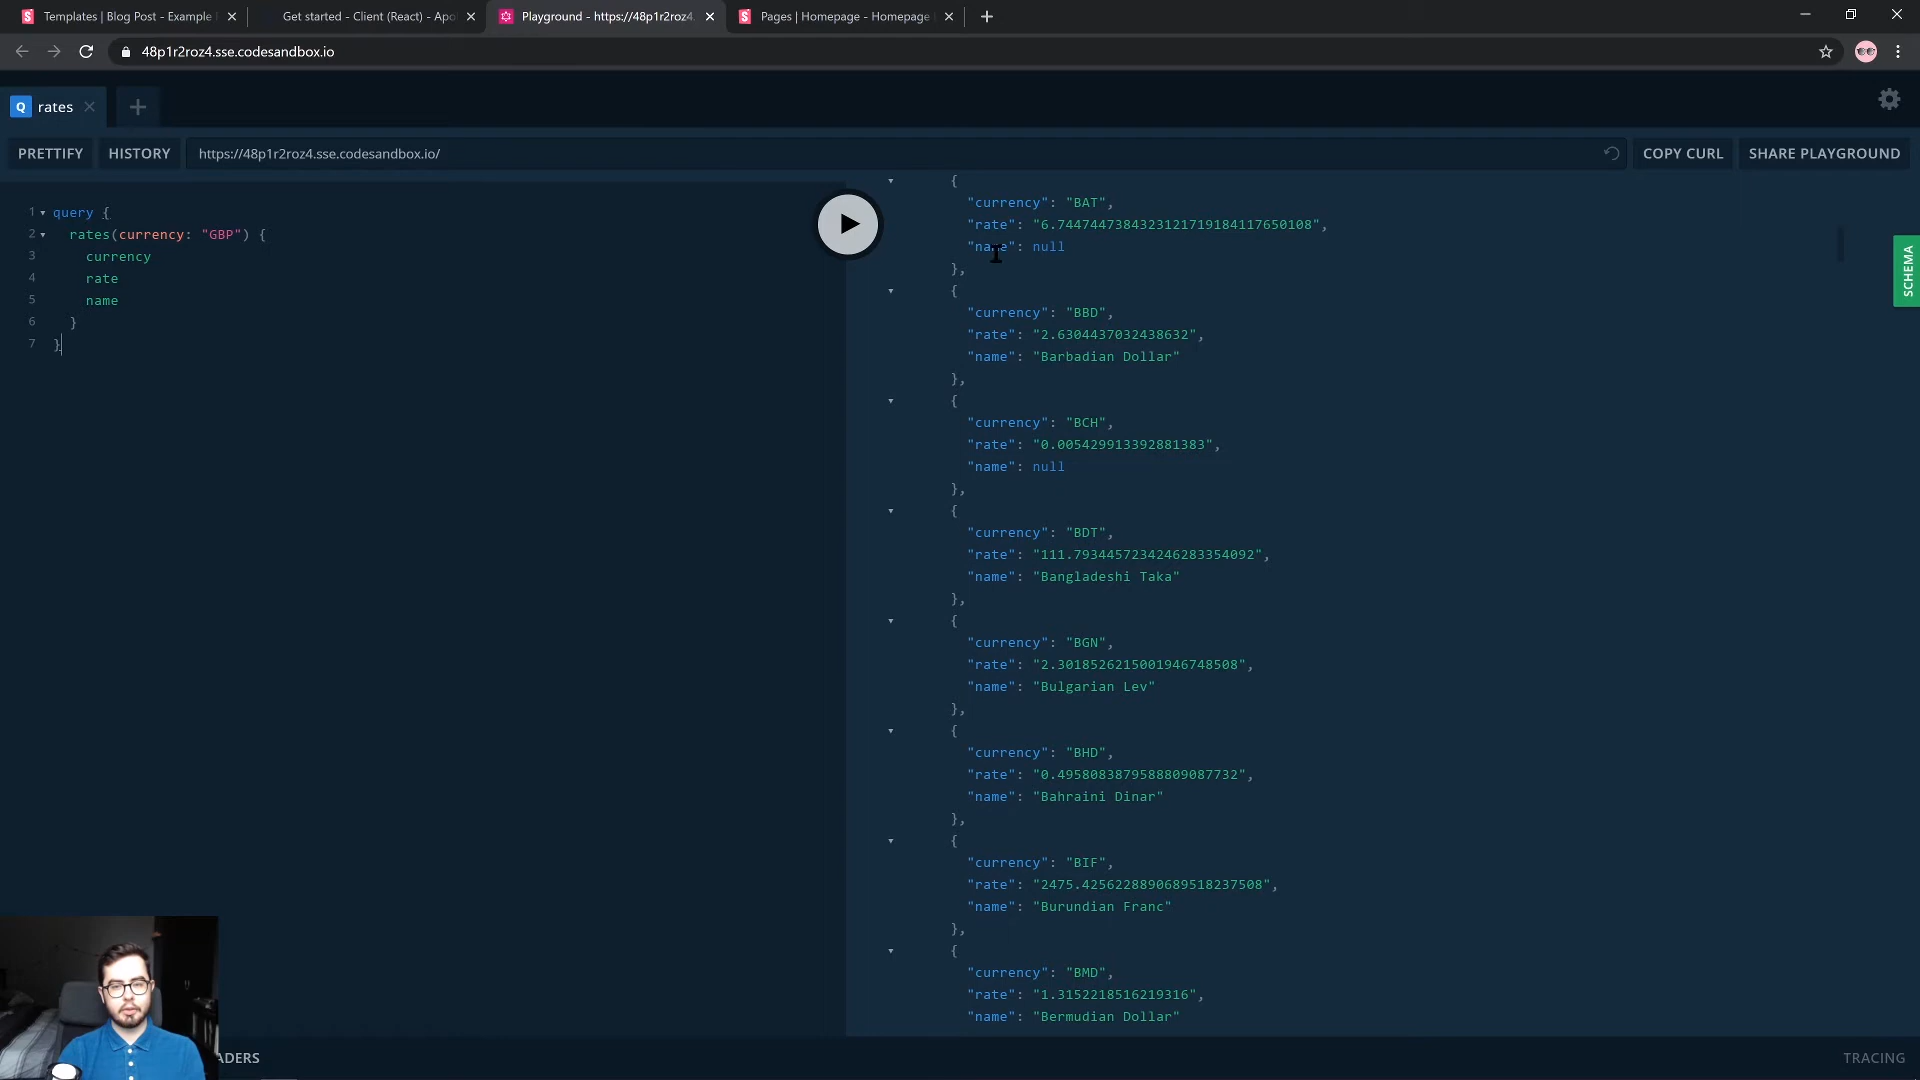 Templates | Blog Post - Example
Get started - Client (React) - Apo
Playground - https://48p1r2roz4.
Pages | Homepage - Homepage
48p1r2roz4.sse.codesandbox.io
Q rates
PRETTIFY
HISTORY
https://48p1r2roz4.sse.codesandbox.io/
COPY CURL
SHARE PLAYGROUND
1 query {
2 rates(currency: "GBP") {
3 currency
4 rate
5 name
6 }
7 }
{
"currency": "BAT",
"rate": "6.7447447384323121719184117650108",
"name": null
},
{
"currency": "BBD",
"rate": "2.6304437032438632",
"name": "Barbadian Dollar"
},
{
"currency": "BCH",
"rate": "0.005429913392881383",
"name": null
},
{
"currency": "BDT",
"rate": "111.7934457234246283354092",
"name": "Bangladeshi Taka"
},
{
"currency": "BGN",
"rate": "2.3018526215001946748508",
"name": "Bulgarian Lev"
},
{
"currency": "BHD",
"rate": "0.4958083879588809087732",
"name": "Bahraini Dinar"
},
{
"currency": "BIF",
"rate": "2475.4256228890689518237508",
"name": "Burundian Franc"
},
{
"currency": "BMD",
"rate": "1.3152218516219316",
"name": "Bermudian Dollar"
SCHEMA
ADERS
TRACING